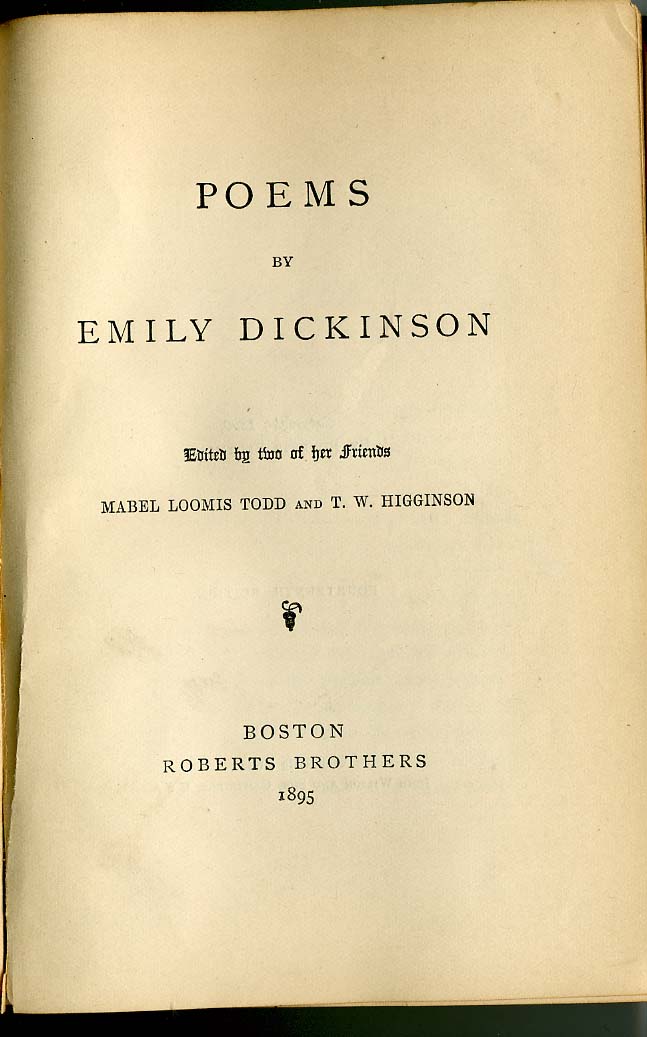 POEMS
BY
EMILY DICKINSON
Edited by two of her Friends
MABEL LOOMIS TODD AND T. W. HIGGINSON
BOSTON
ROBERTS BROTHERS
1895